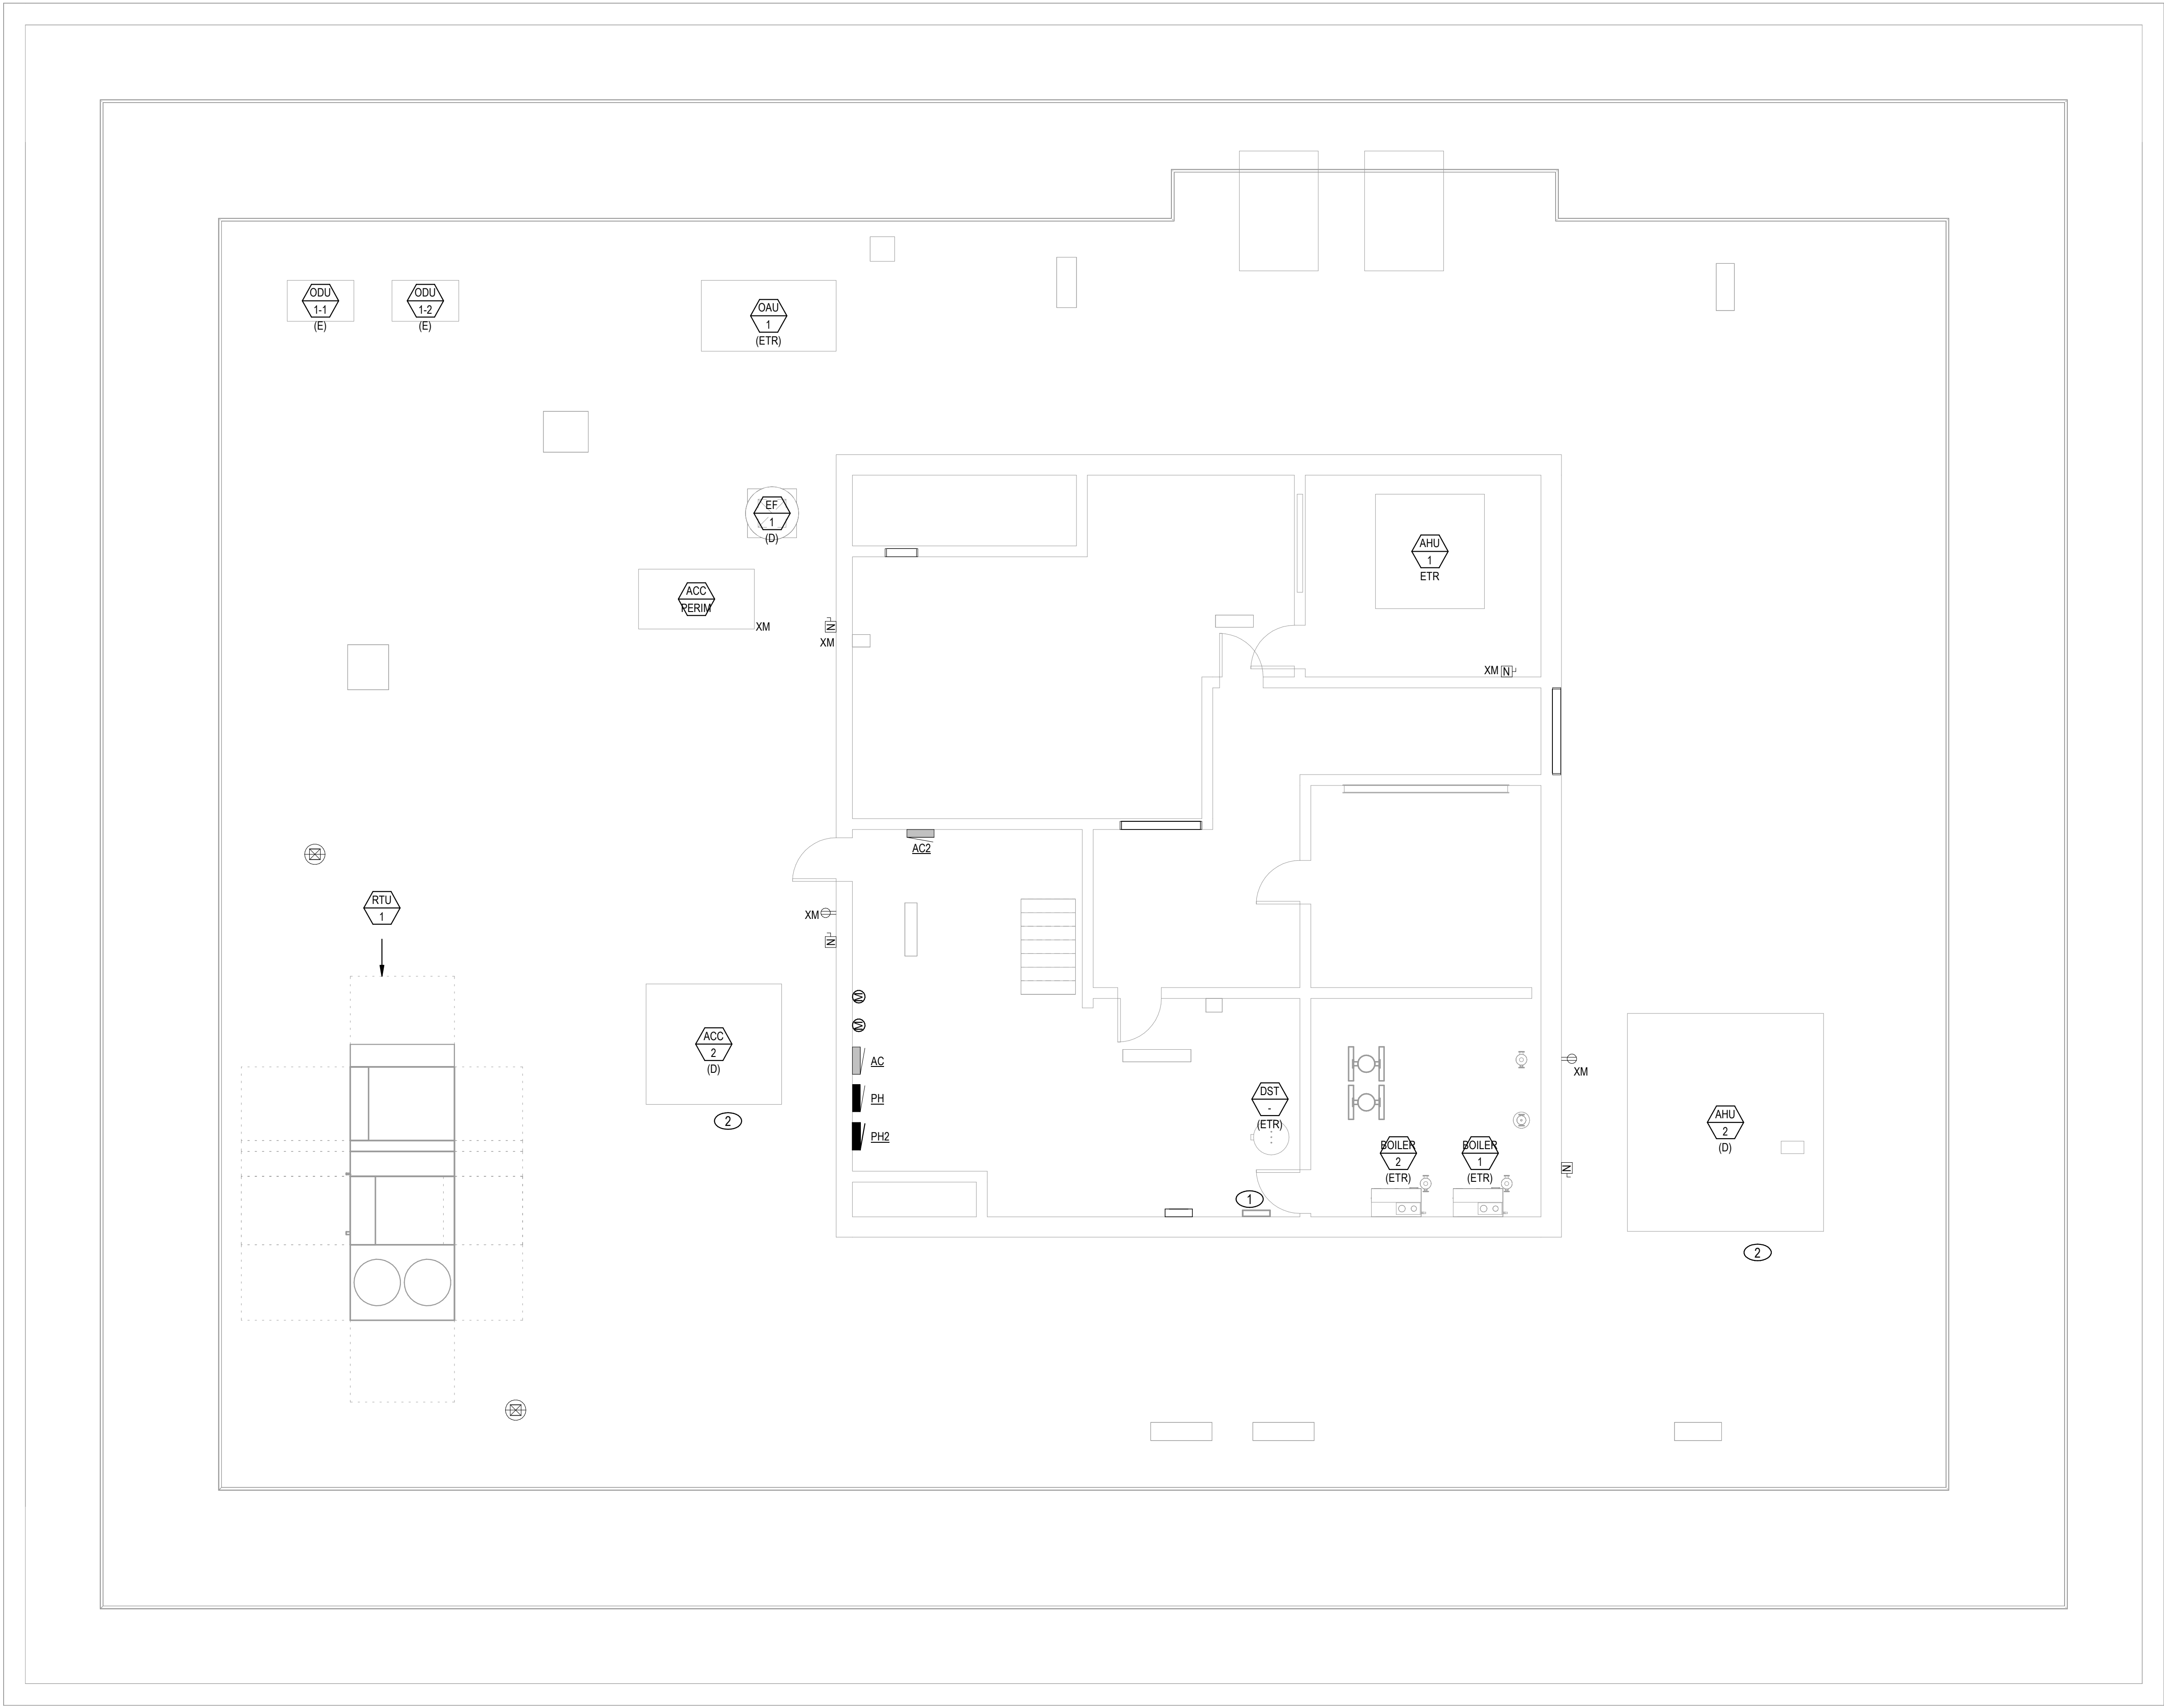 ODU
1-1
(E)
ODU
1-2
(E)
OAU
1
(ETR)
EF
1
(D)
AHU
1
ETR
ACC
PERIM
XM
N
XM
XM
N
AC2
RTU
1
XM
N
M
M
ACC
2
(D)
2
AC
PH
PH2
DST
-
(ETR)
XM
BOILER
2
(ETR)
BOILER
1
(ETR)
N
AHU
2
(D)
1
2